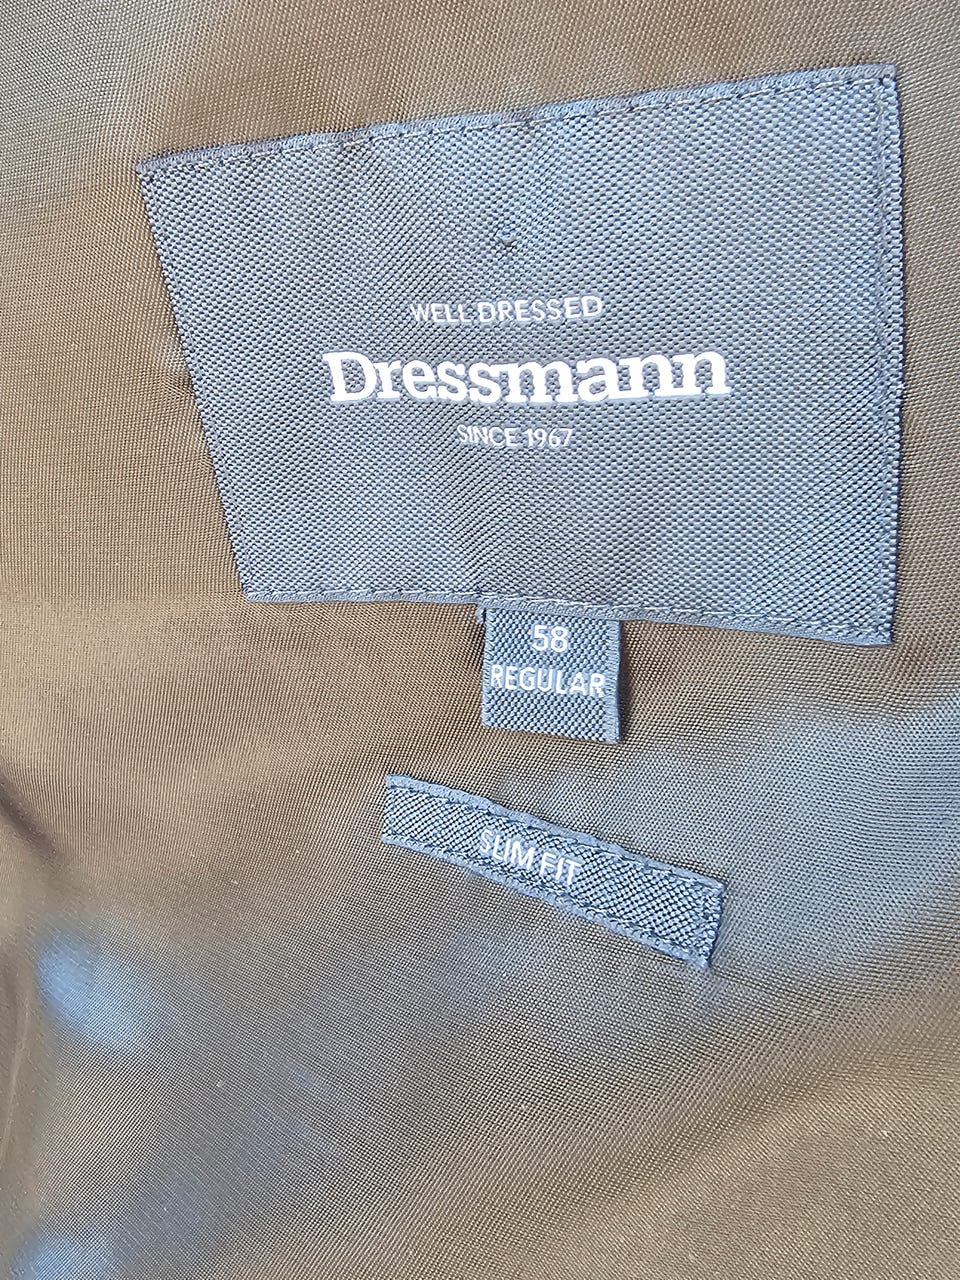 WELL DRESSED
Dressmann
SINCE 1967
58
REGULAR
SLIM FIT